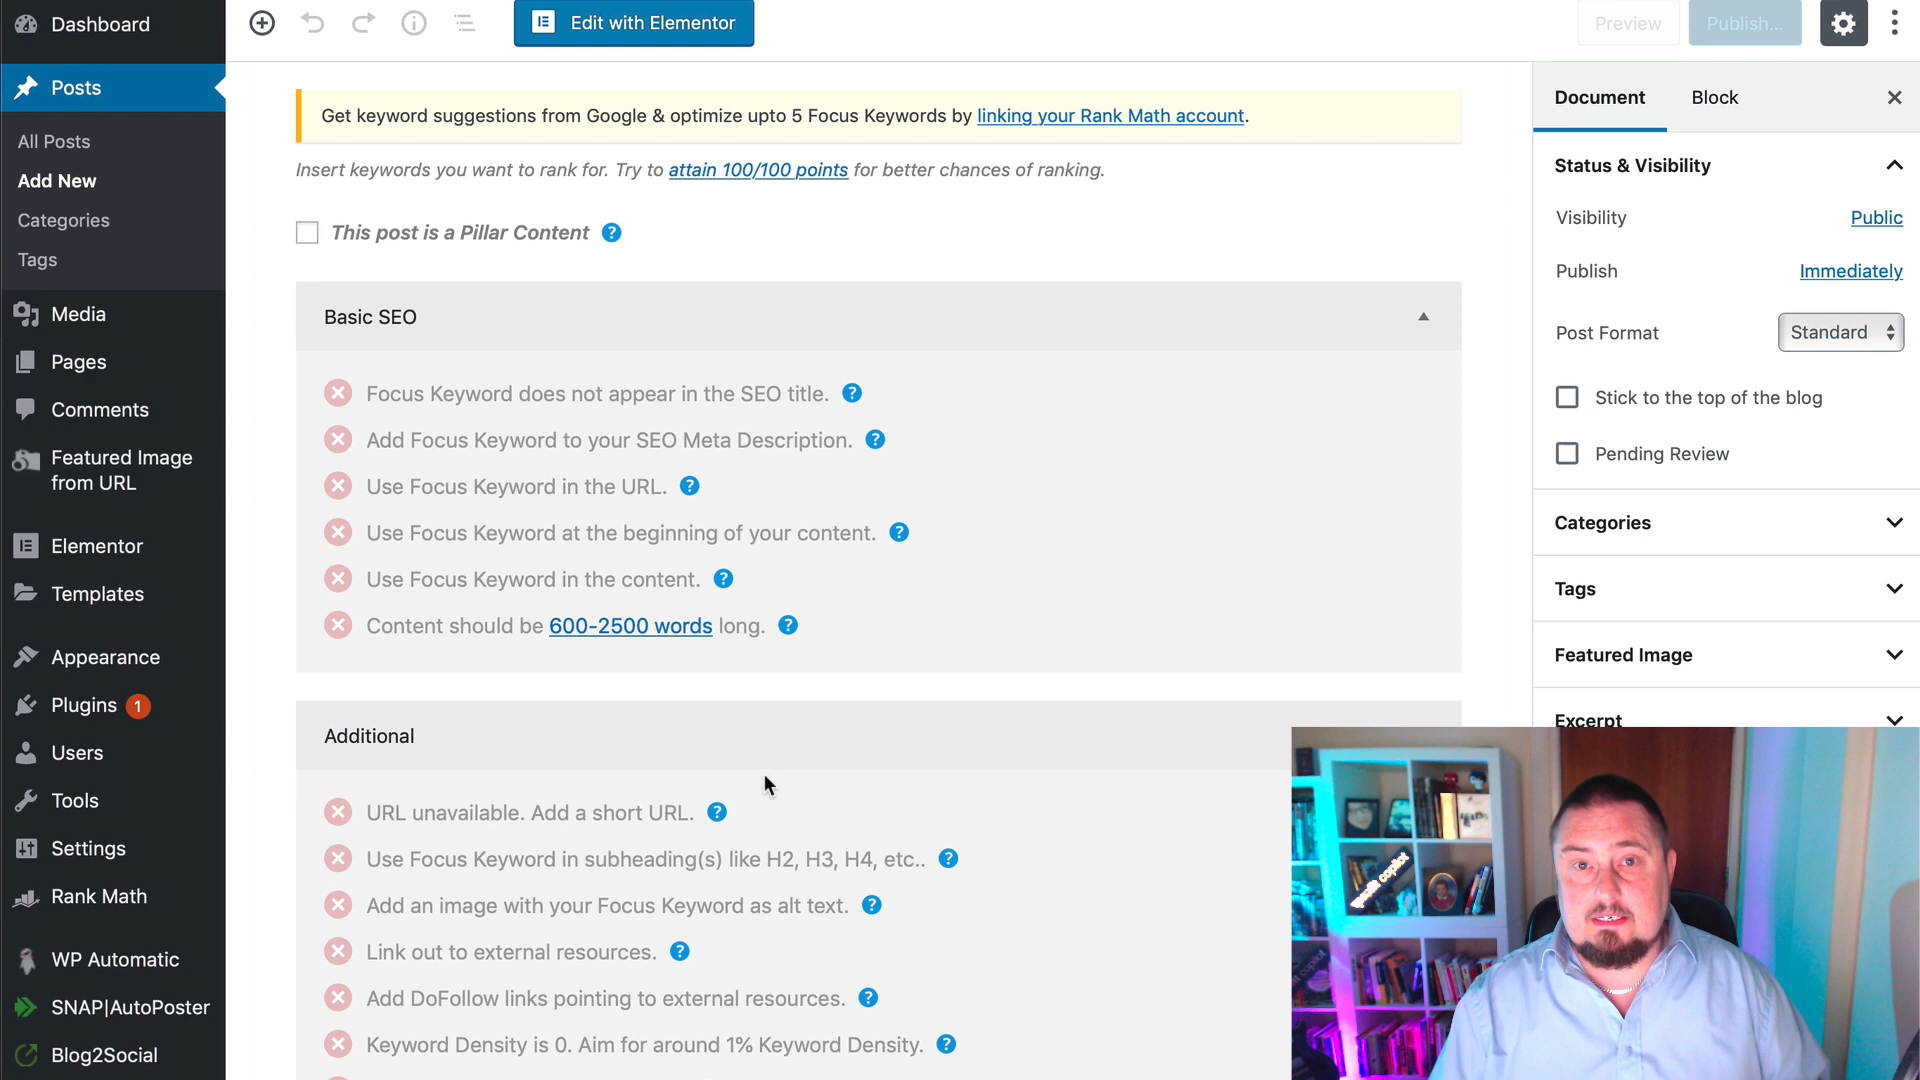 Dashboard
Posts
All Posts
Add New
Categories
Tags
Media
Pages
Comments
Featured Image
from URL
Elementor
Templates
Appearance
Plugins 1
Users
Tools
Settings
Rank Math
WP Automatic
SNAP|AutoPoster
Blog2Social
Edit with Elementor
Preview
Publish...
Get keyword suggestions from Google & optimize upto 5 Focus Keywords by linking your Rank Math account.
Insert keywords you want to rank for. Try to attain 100/100 points for better chances of ranking.
This post is a Pillar Content
Basic SEO
Focus Keyword does not appear in the SEO title.
Add Focus Keyword to your SEO Meta Description.
Use Focus Keyword in the URL.
Use Focus Keyword at the beginning of your content.
Use Focus Keyword in the content.
Content should be 600-2500 words long.
Additional
URL unavailable. Add a short URL.
Use Focus Keyword in subheading(s) like H2, H3, H4, etc..
Add an image with your Focus Keyword as alt text.
Link out to external resources.
Add DoFollow links pointing to external resources.
Keyword Density is 0. Aim for around 1% Keyword Density.
Document
Block
Status & Visibility
Visibility Public
Publish Immediately
Post Format Standard
Stick to the top of the blog
Pending Review
Categories
Tags
Featured Image
Excerpt